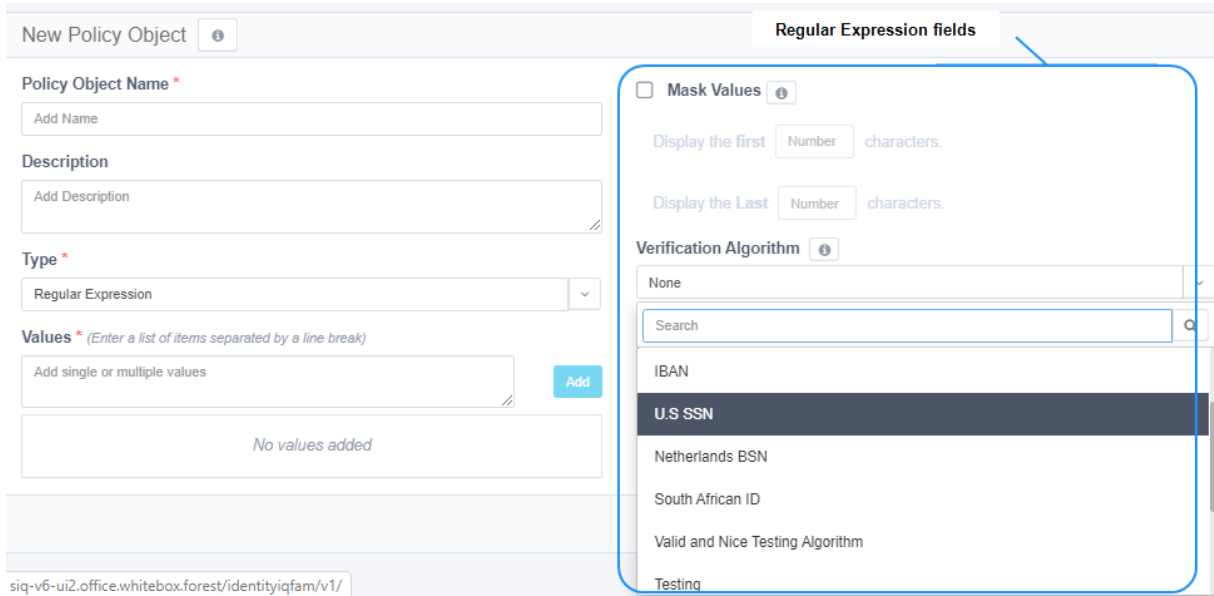 New Policy Object
Regular Expression fields
Policy Object Name *
Add Name
Description
Add Description
Type *
Regular Expression
Values * (Enter a list of items separated by a line break)
Add single or multiple values
Add
No values added
Mask Values
Display the first Number characters.
Display the Last Number characters.
Verification Algorithm
None
Search
IBAN
U.S SSN
Netherlands BSN
South African ID
Valid and Nice Testing Algorithm
Testing
siq-v6-ui2.office.whitebox.forest/identityiqfam/v1/